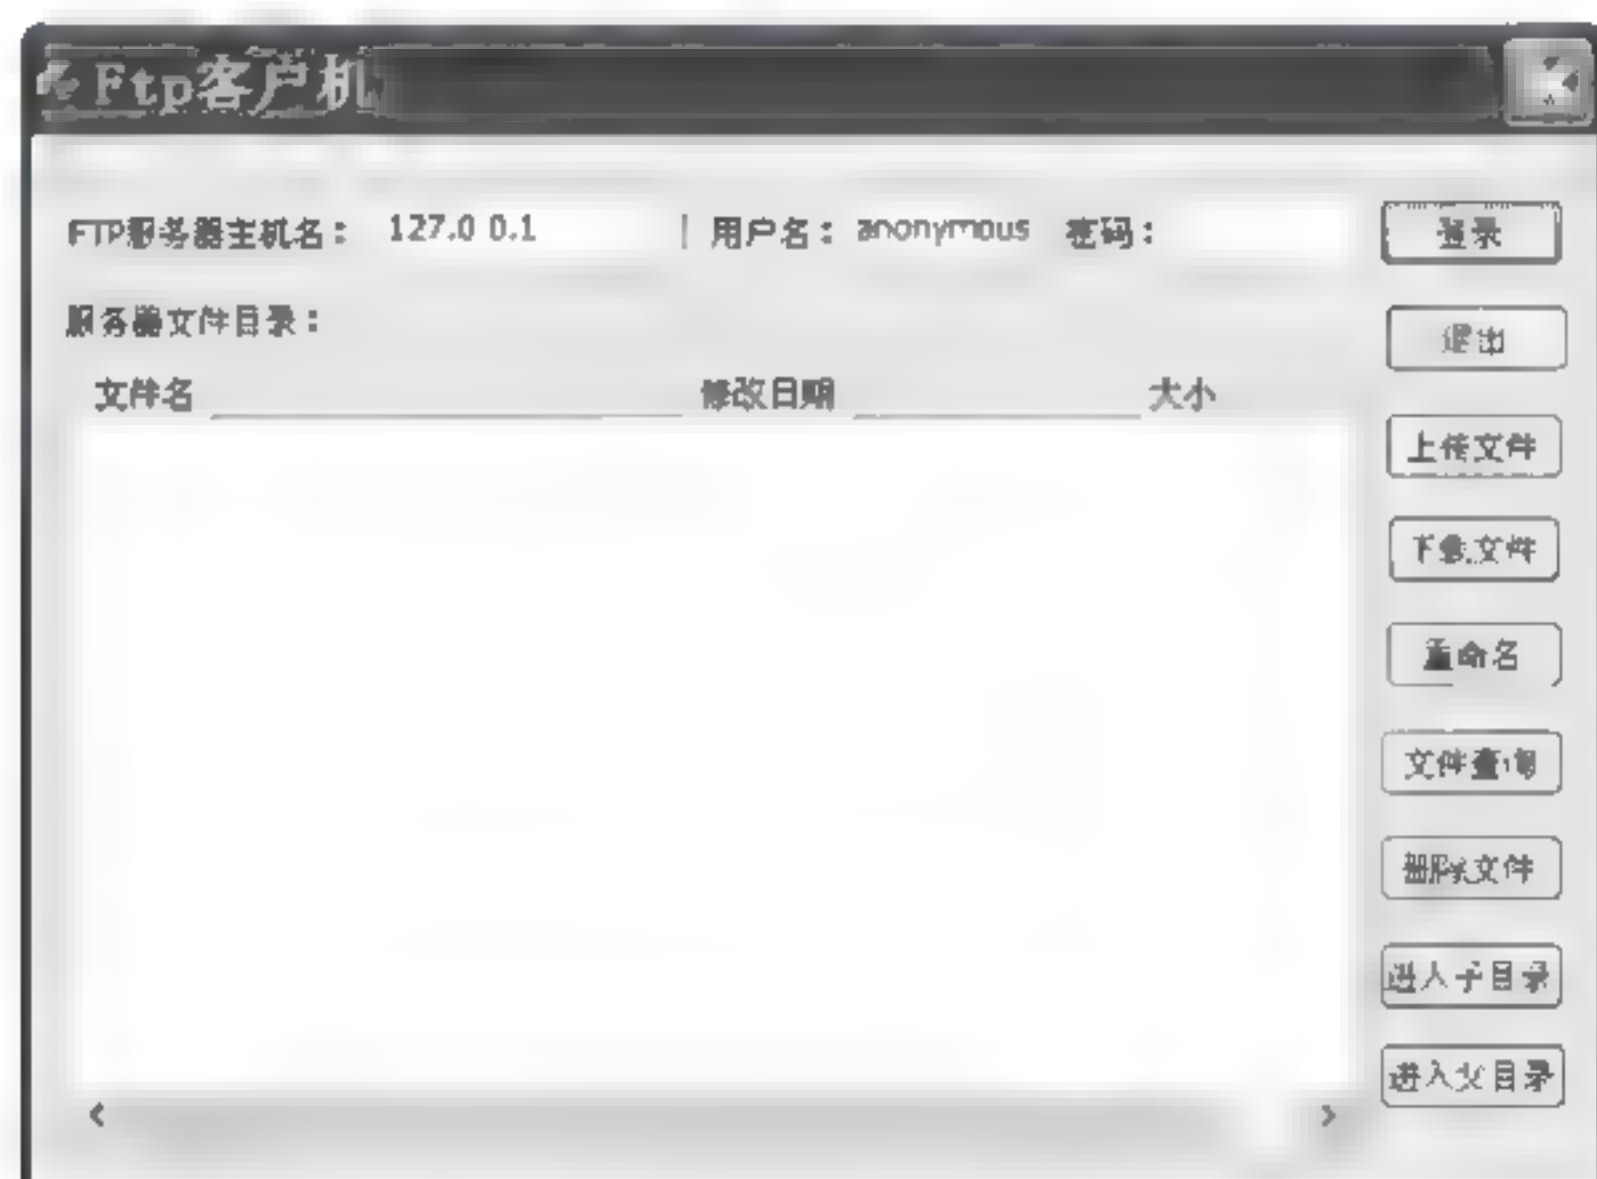 Ftp客户机
FTP服务器主机名： 127.0.0.1 用户名： anonymous 密码： 登录
服务器文件目录：
退出
文件名 修改日期 大小
上传文件
下载文件
重命名
文件查询
删除文件
进入子目录
进入父目录